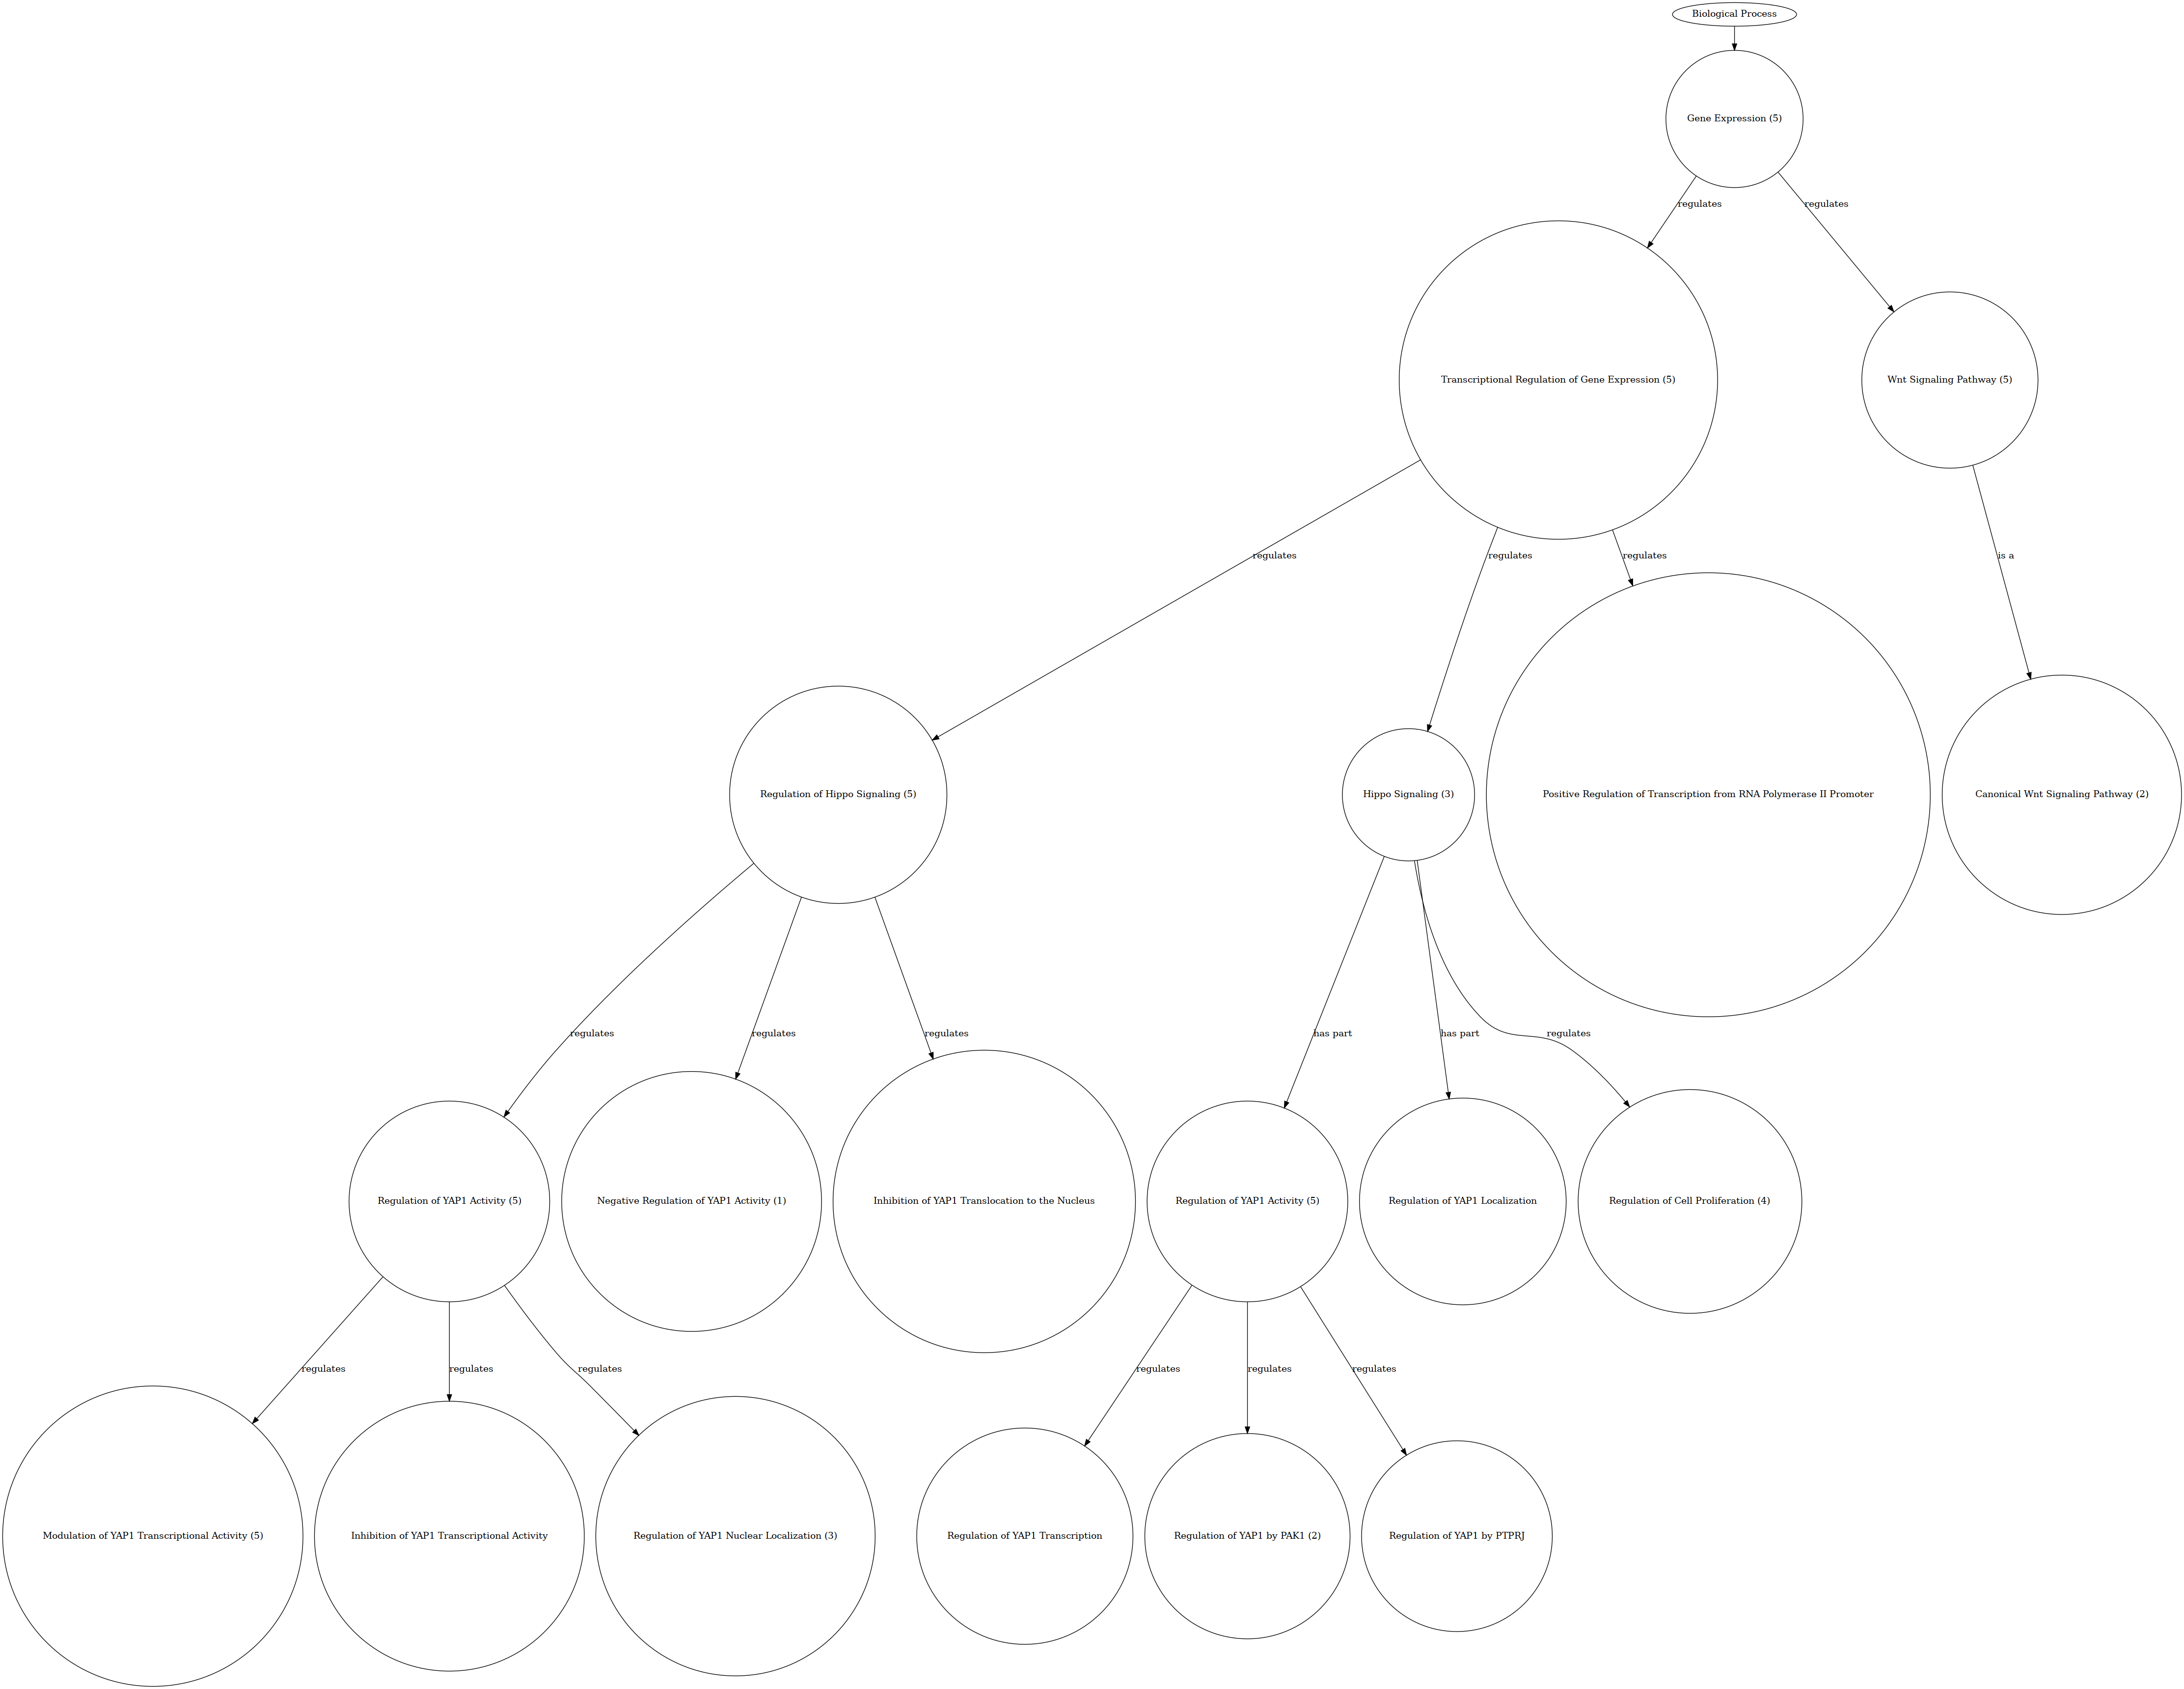 Biological Process
Gene Expression (5)
regulates
regulates
Transcriptional Regulation of Gene Expression (5)
Wnt Signaling Pathway (5)
regulates
regulates
regulates
is a
Regulation of Hippo Signaling (5)
Hippo Signaling (3)
Positive Regulation of Transcription from RNA Polymerase II Promoter
Canonical Wnt Signaling Pathway (2)
regulates
regulates
regulates
has part
has part
regulates
Regulation of YAP1 Activity (5)
Negative Regulation of YAP1 Activity (1)
Inhibition of YAP1 Translocation to the Nucleus
Regulation of YAP1 Activity (5)
Regulation of YAP1 Localization
Regulation of Cell Proliferation (4)
regulates
regulates
regulates
regulates
regulates
regulates
Modulation of YAP1 Transcriptional Activity (5)
Inhibition of YAP1 Transcriptional Activity
Regulation of YAP1 Nuclear Localization (3)
Regulation of YAP1 Transcription
Regulation of YAP1 by PAK1 (2)
Regulation of YAP1 by PTPRJ